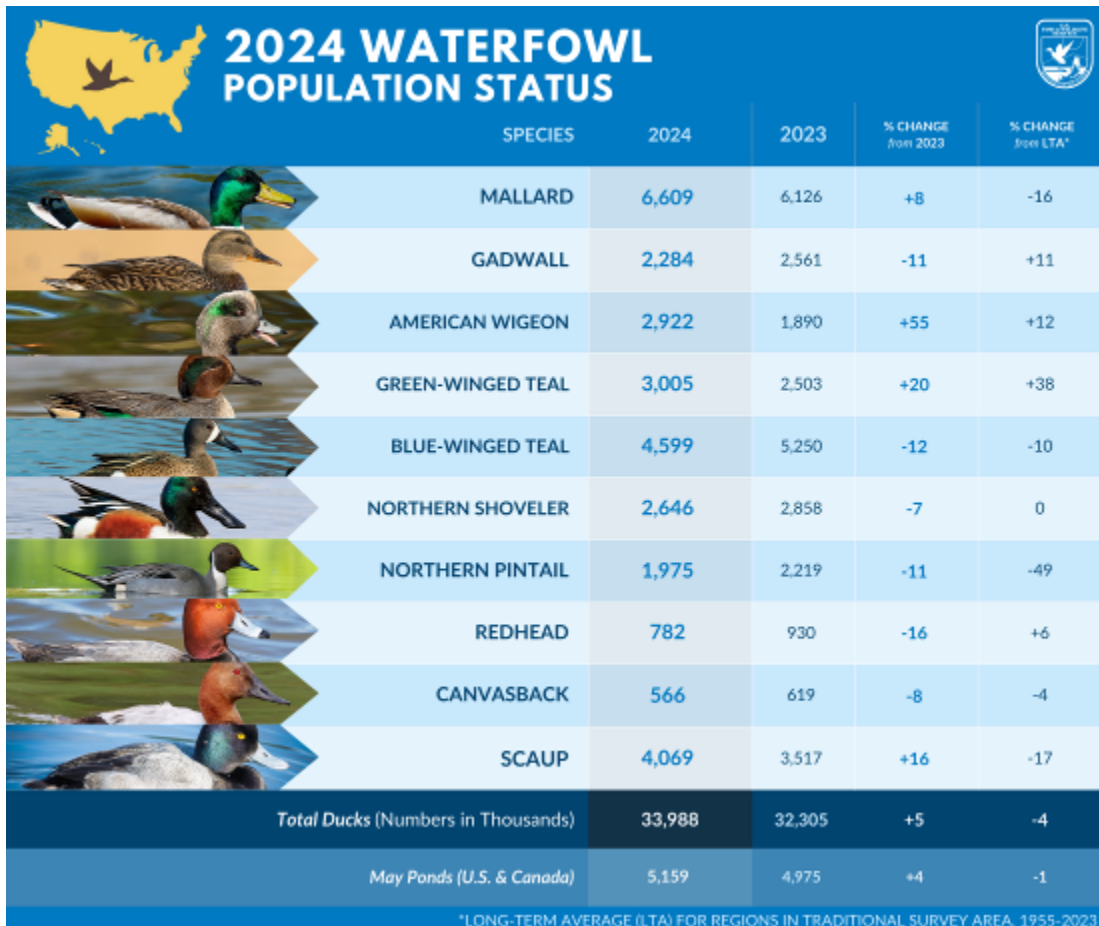 2024 WATERFOWL
POPULATION STATUS
SPECIES 2024 2023 % CHANGE from 2023 % CHANGE from LTA*
MALLARD 6,609 6,126 +8 -16
GADWALL 2,284 2,561 -11 +11
AMERICAN WIGEON 2,922 1,890 +55 +12
GREEN-WINGED TEAL 3,005 2,503 +20 +38
BLUE-WINGED TEAL 4,599 5,250 -12 -10
NORTHERN SHOVELER 2,646 2,858 -7 0
NORTHERN PINTAIL 1,975 2,219 -11 -49
REDHEAD 782 930 -16 +6
CANVASBACK 566 619 -8 -4
SCAUP 4,069 3,517 +16 -17
Total Ducks (Numbers in Thousands) 33,988 32,305 +5 -4
May Ponds (U.S. & Canada) 5,159 4,975 +4 -1
*LONG-TERM AVERAGE (LTA) FOR REGIONS IN TRADITIONAL SURVEY AREA, 1955-2023